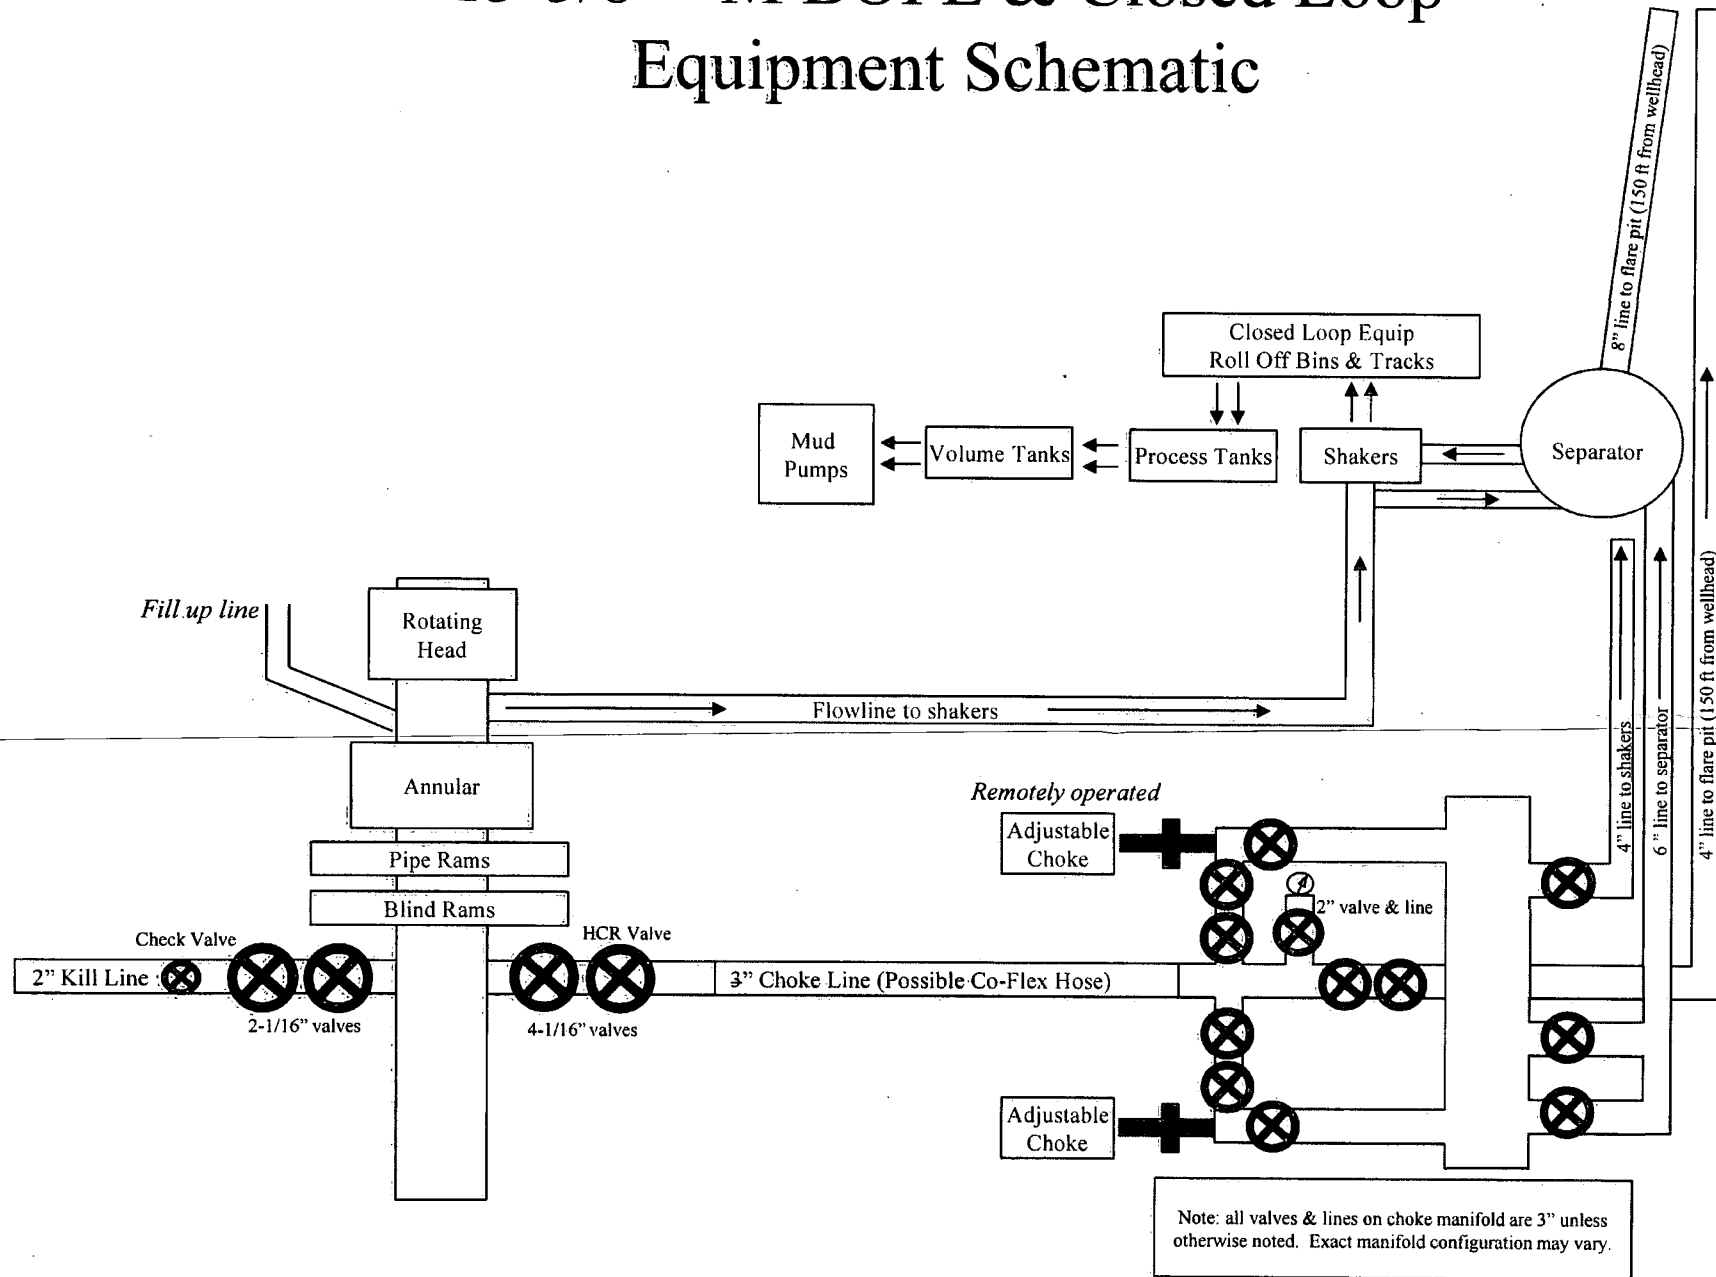 M BOPE & Closed Loop
Equipment Schematic
8" line to flare pit (150 ft from wellhead)
Closed Loop Equip
Roll Off Bins & Tracks
Mud
Pumps
Volume Tanks
Process Tanks
Shakers
Separator
Fill up line
Rotating
Head
Flowline to shakers
Annular
Pipe Rams
Blind Rams
Check Valve
2" Kill Line
2-1/16" valves
HCR Valve
4-1/16" valves
3" Choke Line (Possible Co-Flex Hose)
Remotely operated
Adjustable
Choke
2" valve & line
Adjustable
Choke
4" line to shakers
6 " line to separator
4" line to flare pit (150 ft from wellhead)
Note: all valves & lines on choke manifold are 3" unless
otherwise noted. Exact manifold configuration may vary.